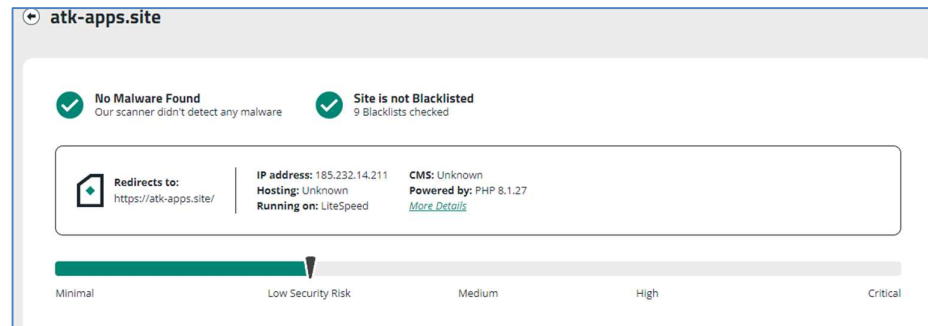 atk-apps.site
No Malware Found
Our scanner didn't detect any malware
Site is not Blacklisted
9 Blacklists checked
Redirects to:
https://atk-apps.site/
IP address: 185.232.14.211
Hosting: Unknown
Running on: LiteSpeed
CMS: Unknown
Powered by: PHP 8.1.27
More Details
Minimal
Low Security Risk
Medium
High
Critical